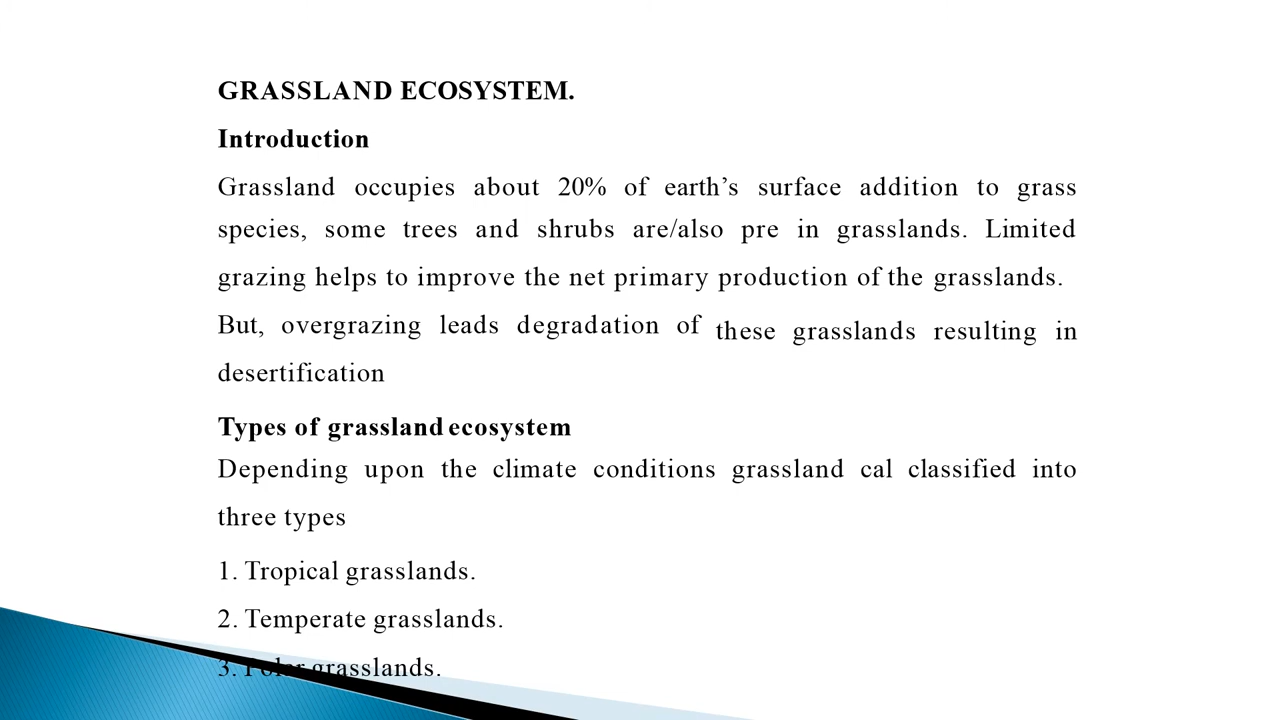 GRASSLAND ECOSYSTEM.
Introduction
Grassland occupies about 20% of earth’s surface addition to grass
species, some trees and shrubs are/also pre in grasslands. Limited
grazing helps to improve the net primary production of the grasslands.
But, overgrazing leads degradation of these grasslands resulting in
desertification
Types of grassland ecosystem
Depending upon the climate conditions grassland cal classified into
three types
1. Tropical grasslands.
2. Temperate grasslands.
3. Polar grasslands.